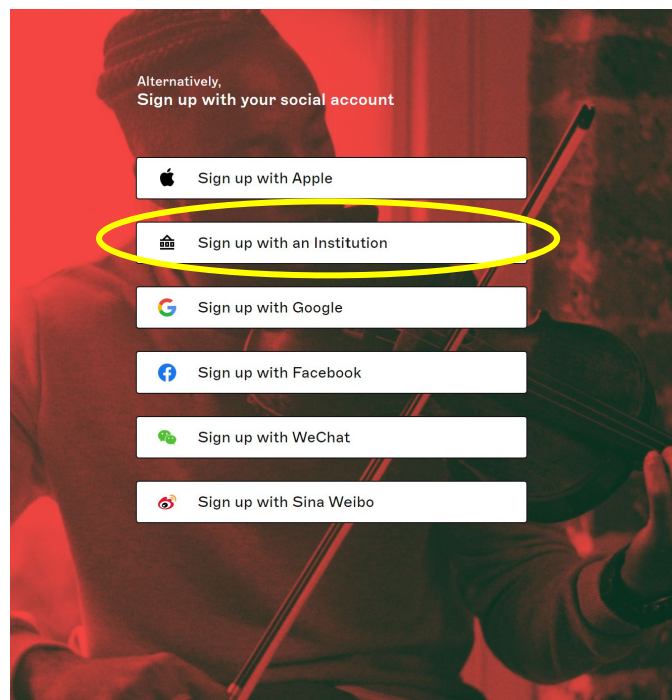 Alternatively,
Sign up with your social account
Sign up with Apple
Sign up with an Institution
Sign up with Google
Sign up with Facebook
Sign up with WeChat
Sign up with Sina Weibo